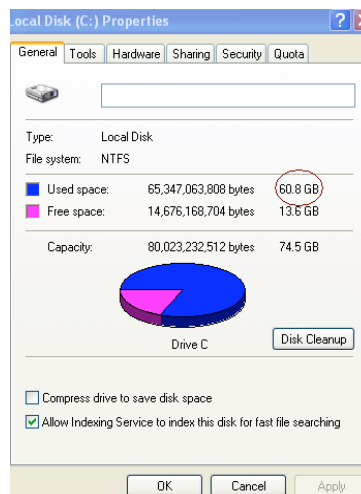 Local Disk (C:) Properties
General Tools Hardware Sharing Security Quota
Type: Local Disk
File system: NTFS
Used space: 65,347,063,808 bytes 60.8 GB
Free space: 14,676,168,704 bytes 13.6 GB
Capacity: 80,023,232,512 bytes 74.5 GB
Drive C
Disk Cleanup
Compress drive to save disk space
Allow Indexing Service to index this disk for fast file searching
OK Cancel Apply